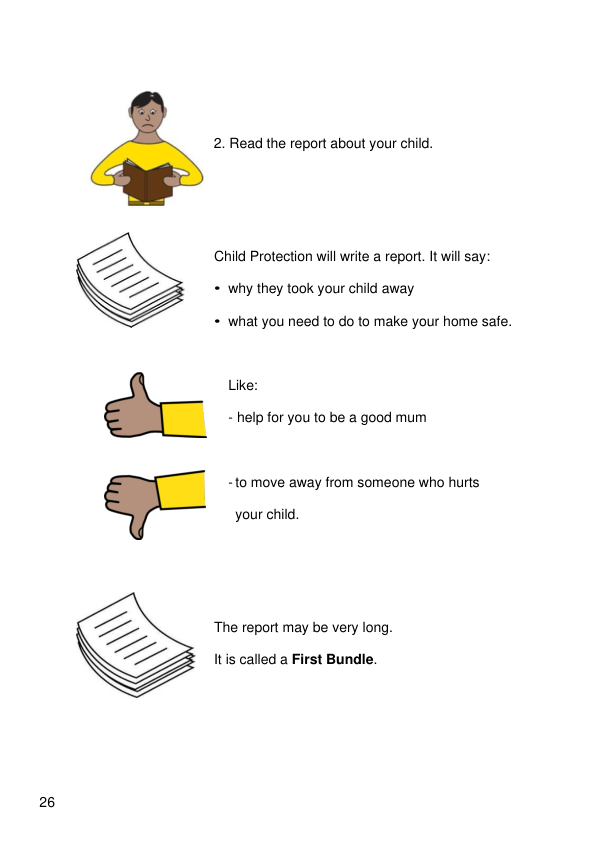 2. Read the report about your child.
Child Protection will write a report. It will say:
• why they took your child away
• what you need to do to make your home safe.
Like:
- help for you to be a good mum
- to move away from someone who hurts
your child.
The report may be very long.
It is called a First Bundle.
26